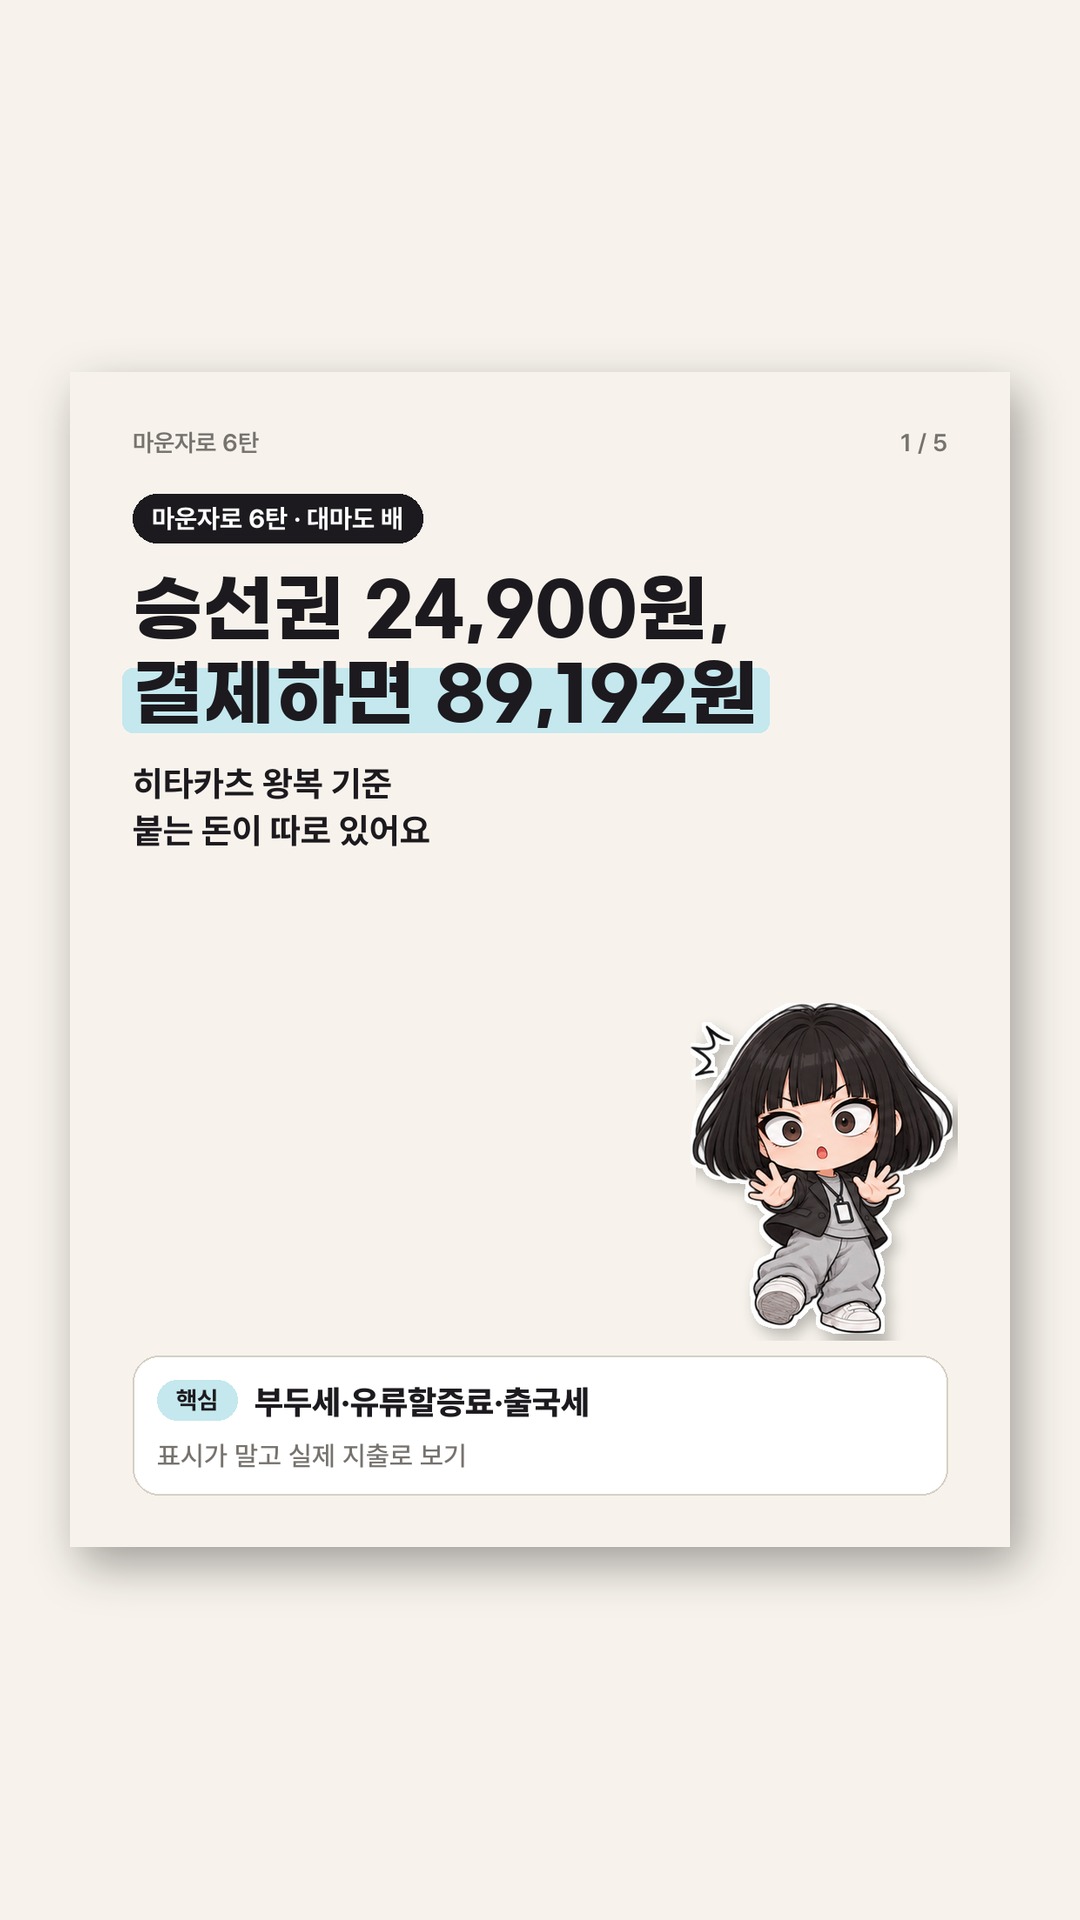 마운자로 6탄
1 / 5
마운자로 6탄 · 대마도 배
승선권 24,900원,
결제하면 89,192원
히타카츠 왕복 기준
붙는 돈이 따로 있어요
핵심 부두세·유류할증료·출국세
표시가 말고 실제 지출로 보기